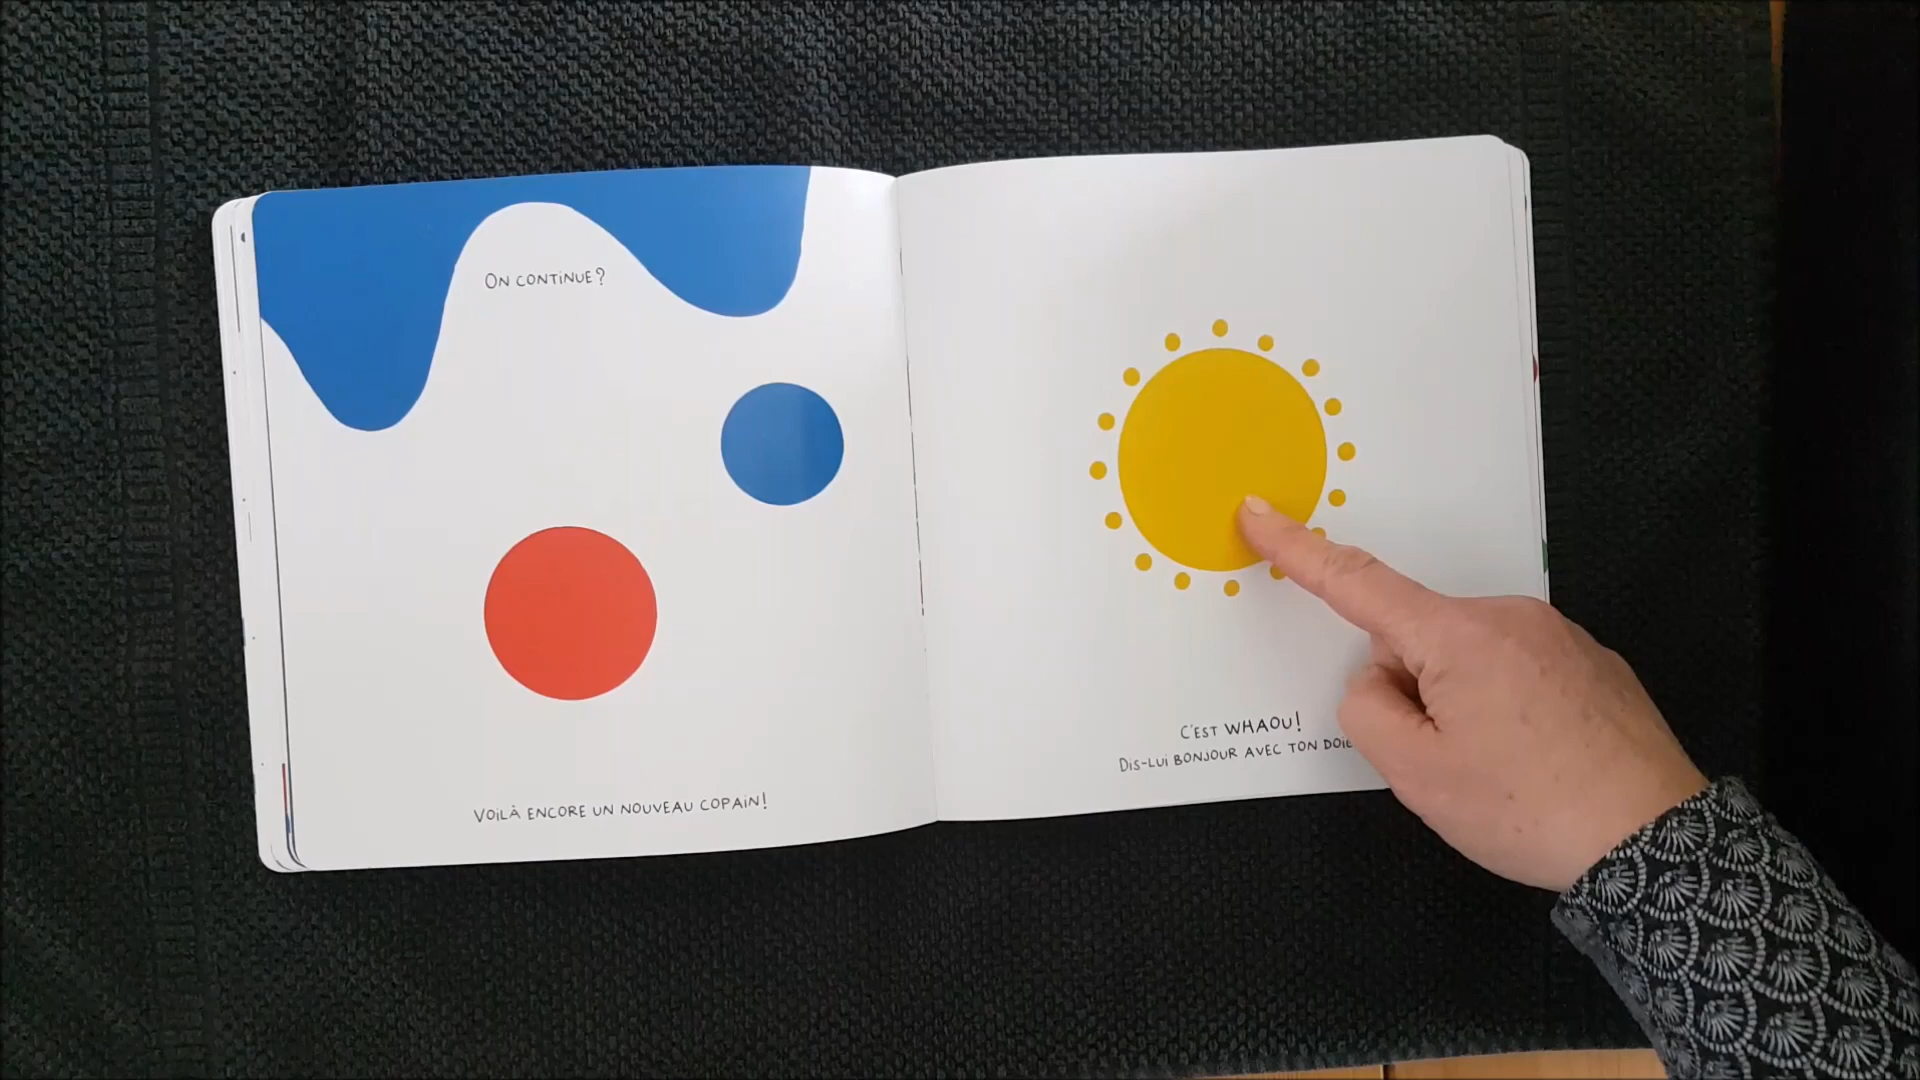 ON CONTiNUE?
VOiLÀ ENCORE UN NOUVEAU COPAiN!
C'EST WHAOU!
DiS-LUi BONJOUR AVEC TON